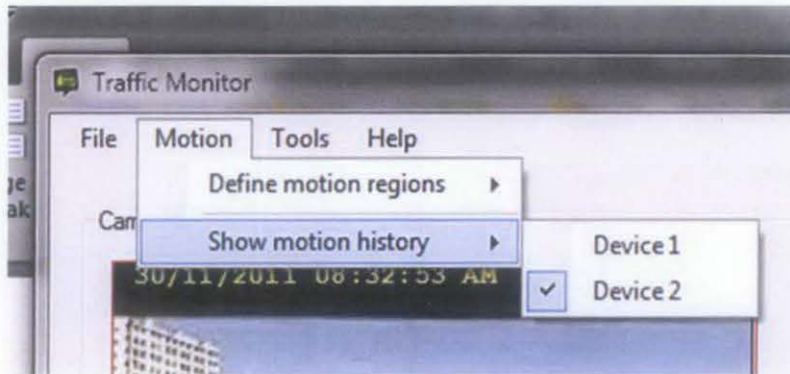 Traffic Monitor
File Motion Tools Help
Define motion regions
Show motion history
Device 1
Device 2
30/11/2011 08:32:53 AM